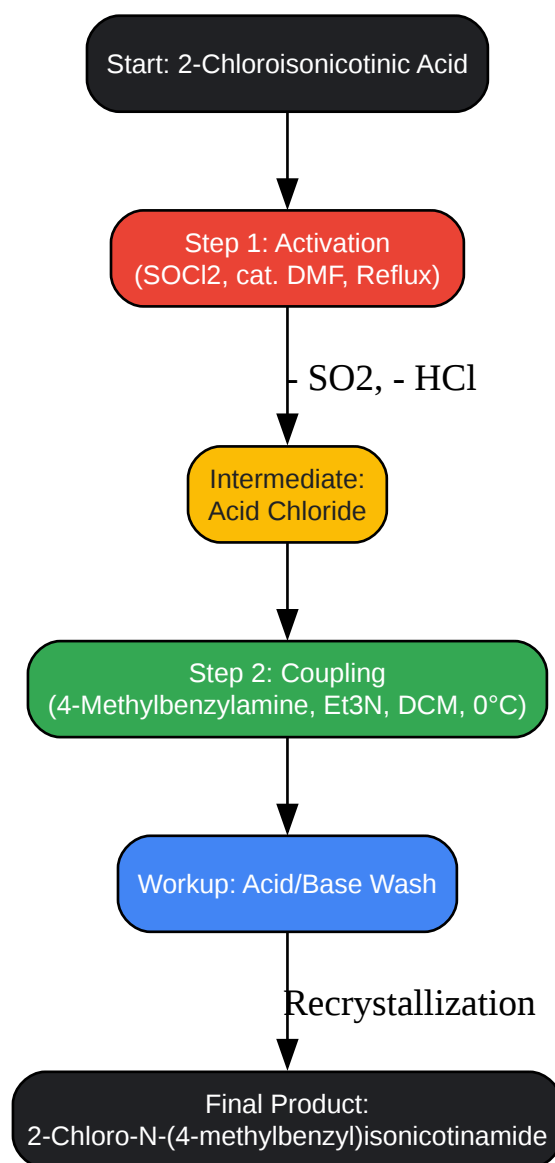 Start: 2-Chloroisonicotinic Acid
Step 1: Activation
(SOCl2, cat. DMF, Reflux)
- SO2, - HCl
Intermediate:
Acid Chloride
Step 2: Coupling
(4-Methylbenzylamine, Et3N, DCM, 0°C)
Workup: Acid/Base Wash
Recrystallization
Final Product:
2-Chloro-N-(4-methylbenzyl)isonicotinamide